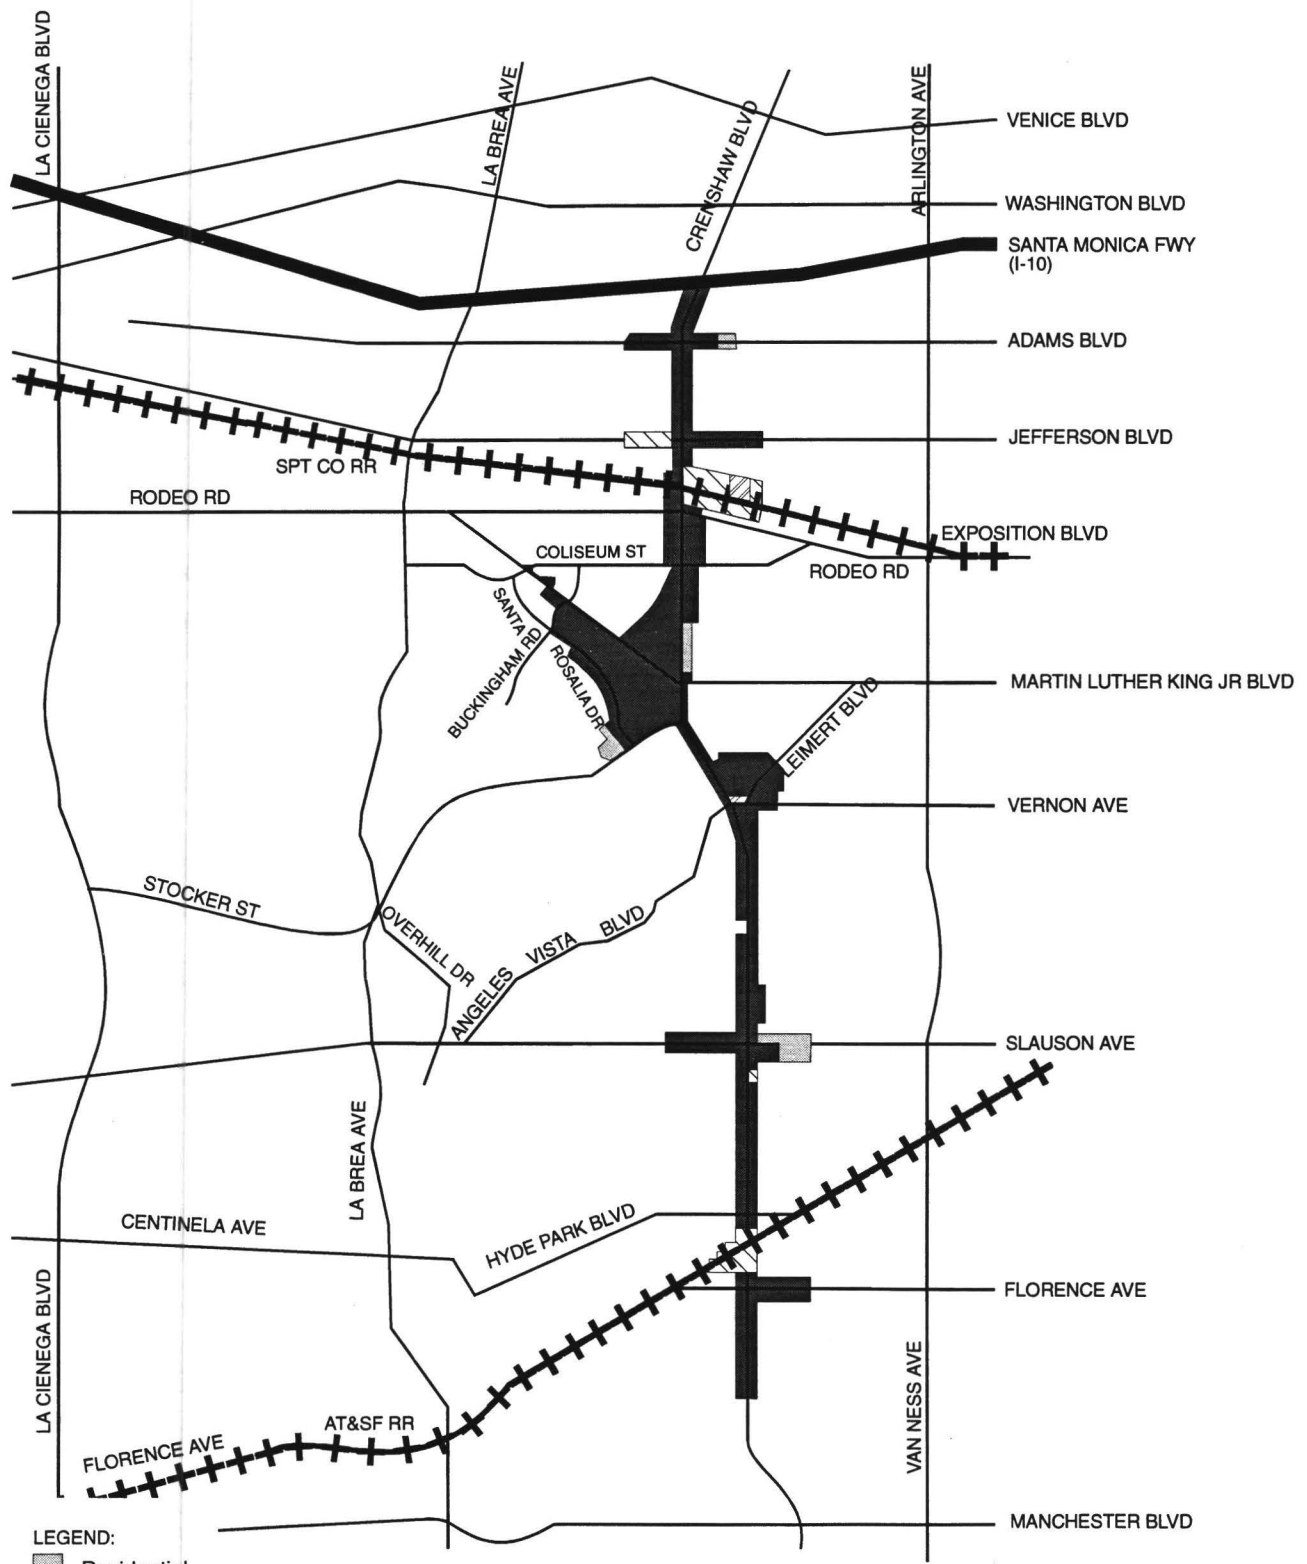 LA CIENEGA BLVD
LA BREA AVE
CRENSHAW BLVD
ARLINGTON AVE
VENICE BLVD
WASHINGTON BLVD
SANTA MONICA FWY
(I-10)
ADAMS BLVD
JEFFERSON BLVD
SPT CO RR
RODEO RD
EXPOSITION BLVD
COLISEUM ST
RODEO RD
SANTA
ROSALIA DR
BUCKINGHAM RD
MARTIN LUTHER KING JR BLVD
LEIMERT BLVD
VERNON AVE
STOCKER ST
OVERHILL DR
ANGELES VISTA BLVD
SLAUSON AVE
LA BREA AVE
CENTINELA AVE
HYDE PARK BLVD
FLORENCE AVE
LA CIENEGA BLVD
VAN NESS AVE
AT&SF RR
FLORENCE AVE
MANCHESTER BLVD
LEGEND: